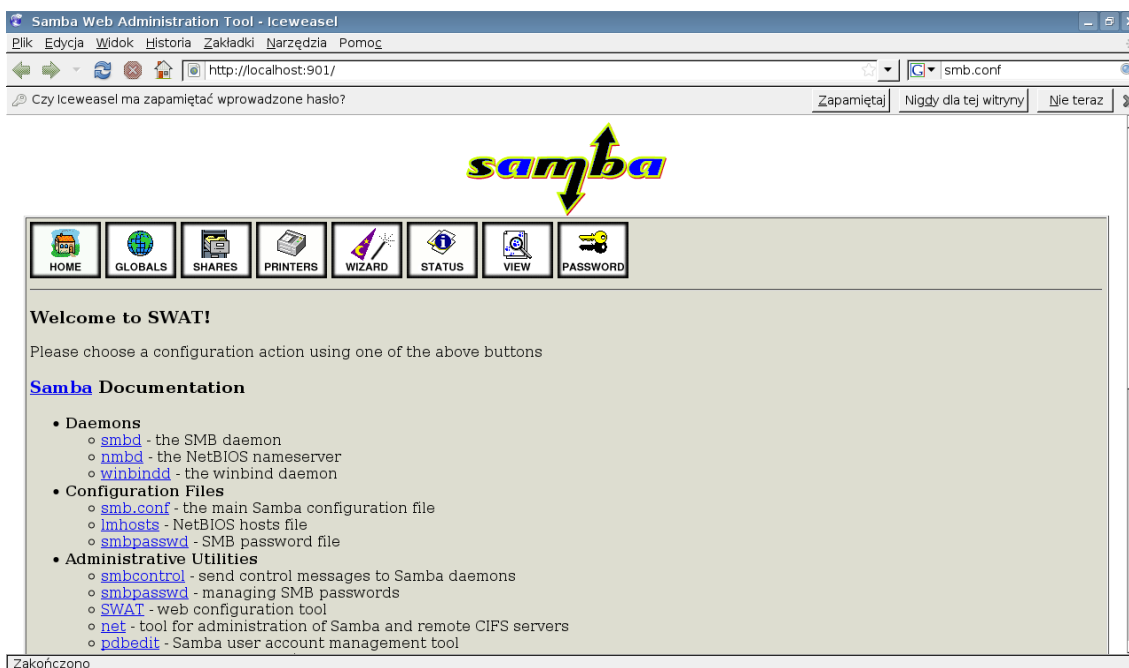 Samba Web Administration Tool - Iceweasel
Plik Edycja Widok Historia Zakładki Narzędzia Pomoc
http://localhost:901/ G smb.conf
Czy Iceweasel ma zapamiętać wprowadzone hasło? Zapamiętaj Nigdy dla tej witryny Nie teraz
samba
HOME GLOBALS SHARES PRINTERS WIZARD STATUS VIEW PASSWORD
Welcome to SWAT!
Please choose a configuration action using one of the above buttons
Samba Documentation
• Daemons
smbd - the SMB daemon
nmbd - the NetBIOS nameserver
winbindd - the winbind daemon
• Configuration Files
smb.conf - the main Samba configuration file
lmhosts - NetBIOS hosts file
smbpasswd - SMB password file
• Administrative Utilities
smbcontrol - send control messages to Samba daemons
smbpasswd - managing SMB passwords
SWAT - web configuration tool
net - tool for administration of Samba and remote CIFS servers
pdbedit - Samba user account management tool
Zakończono